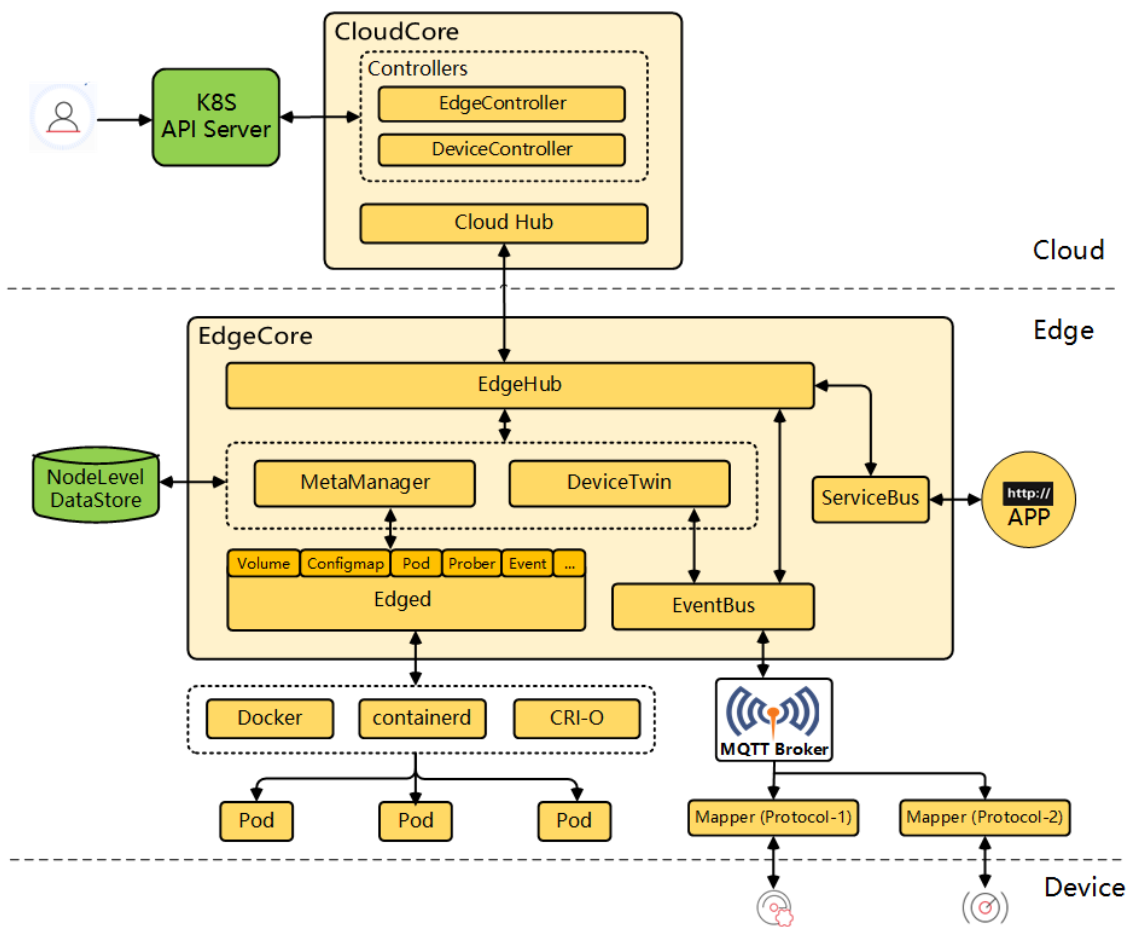 CloudCore
Controllers
EdgeController
DeviceController
K8S
API Server
Cloud Hub
Cloud
Edge
EdgeCore
EdgeHub
NodeLevel
DataStore
MetaManager
DeviceTwin
ServiceBus
http://
APP
Volume
Configmap
Pod
Prober
Event
...
Edged
EventBus
Docker
containerd
CRI-O
MQTT Broker
Pod
Pod
Pod
Mapper (Protocol-1)
Mapper (Protocol-2)
Device